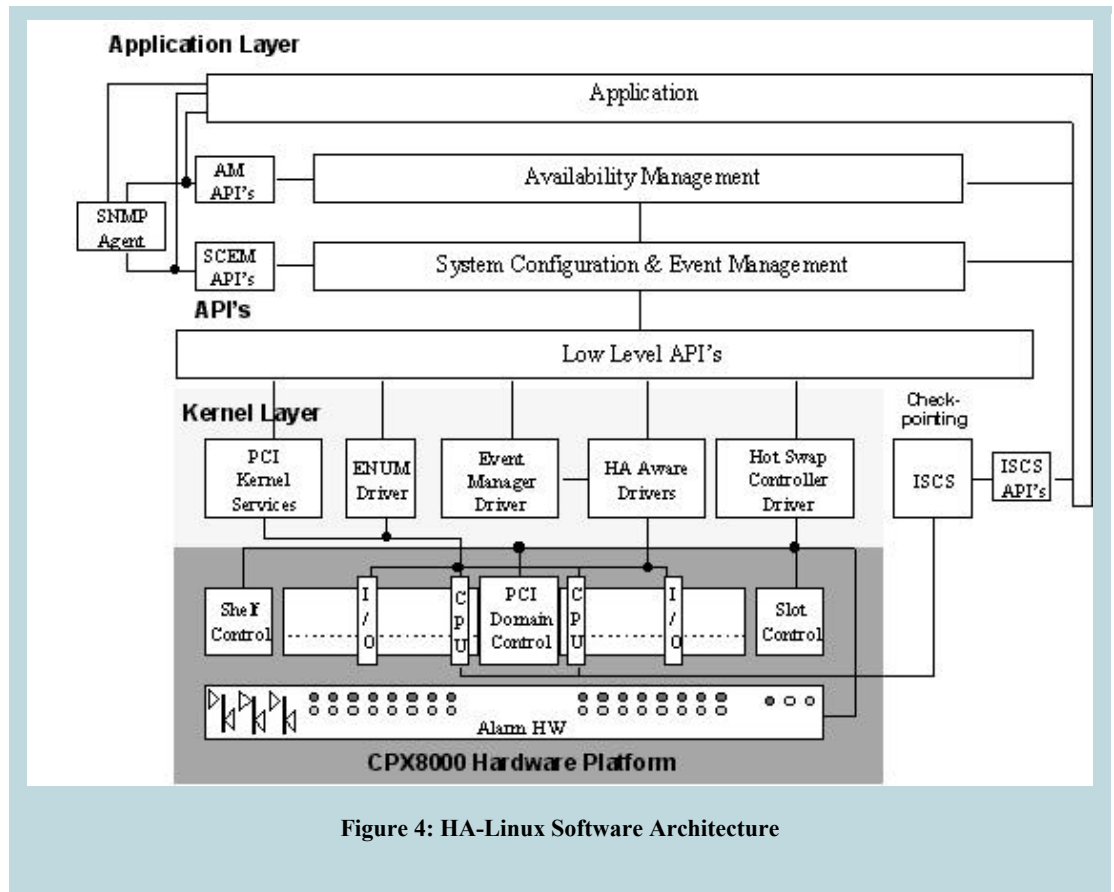 Application Layer
Application
AM
API's
Availability Management
SNMP
Agent
SCEM
API's
System Configuration & Event Management
API's
Low Level API's
Kernel Layer
Check-
pointing
PCI
Kernel
Services
ENUM
Driver
Event
Manager
Driver
HA Aware
Drivers
Hot Swap
Controller
Driver
ISCS
ISCS
API's
Shelf
Control
I/O
CPU
PCI
Domain
Control
CPU
I/O
Slot
Control
Alarm HW
CPX8000 Hardware Platform
Figure 4: HA-Linux Software Architecture